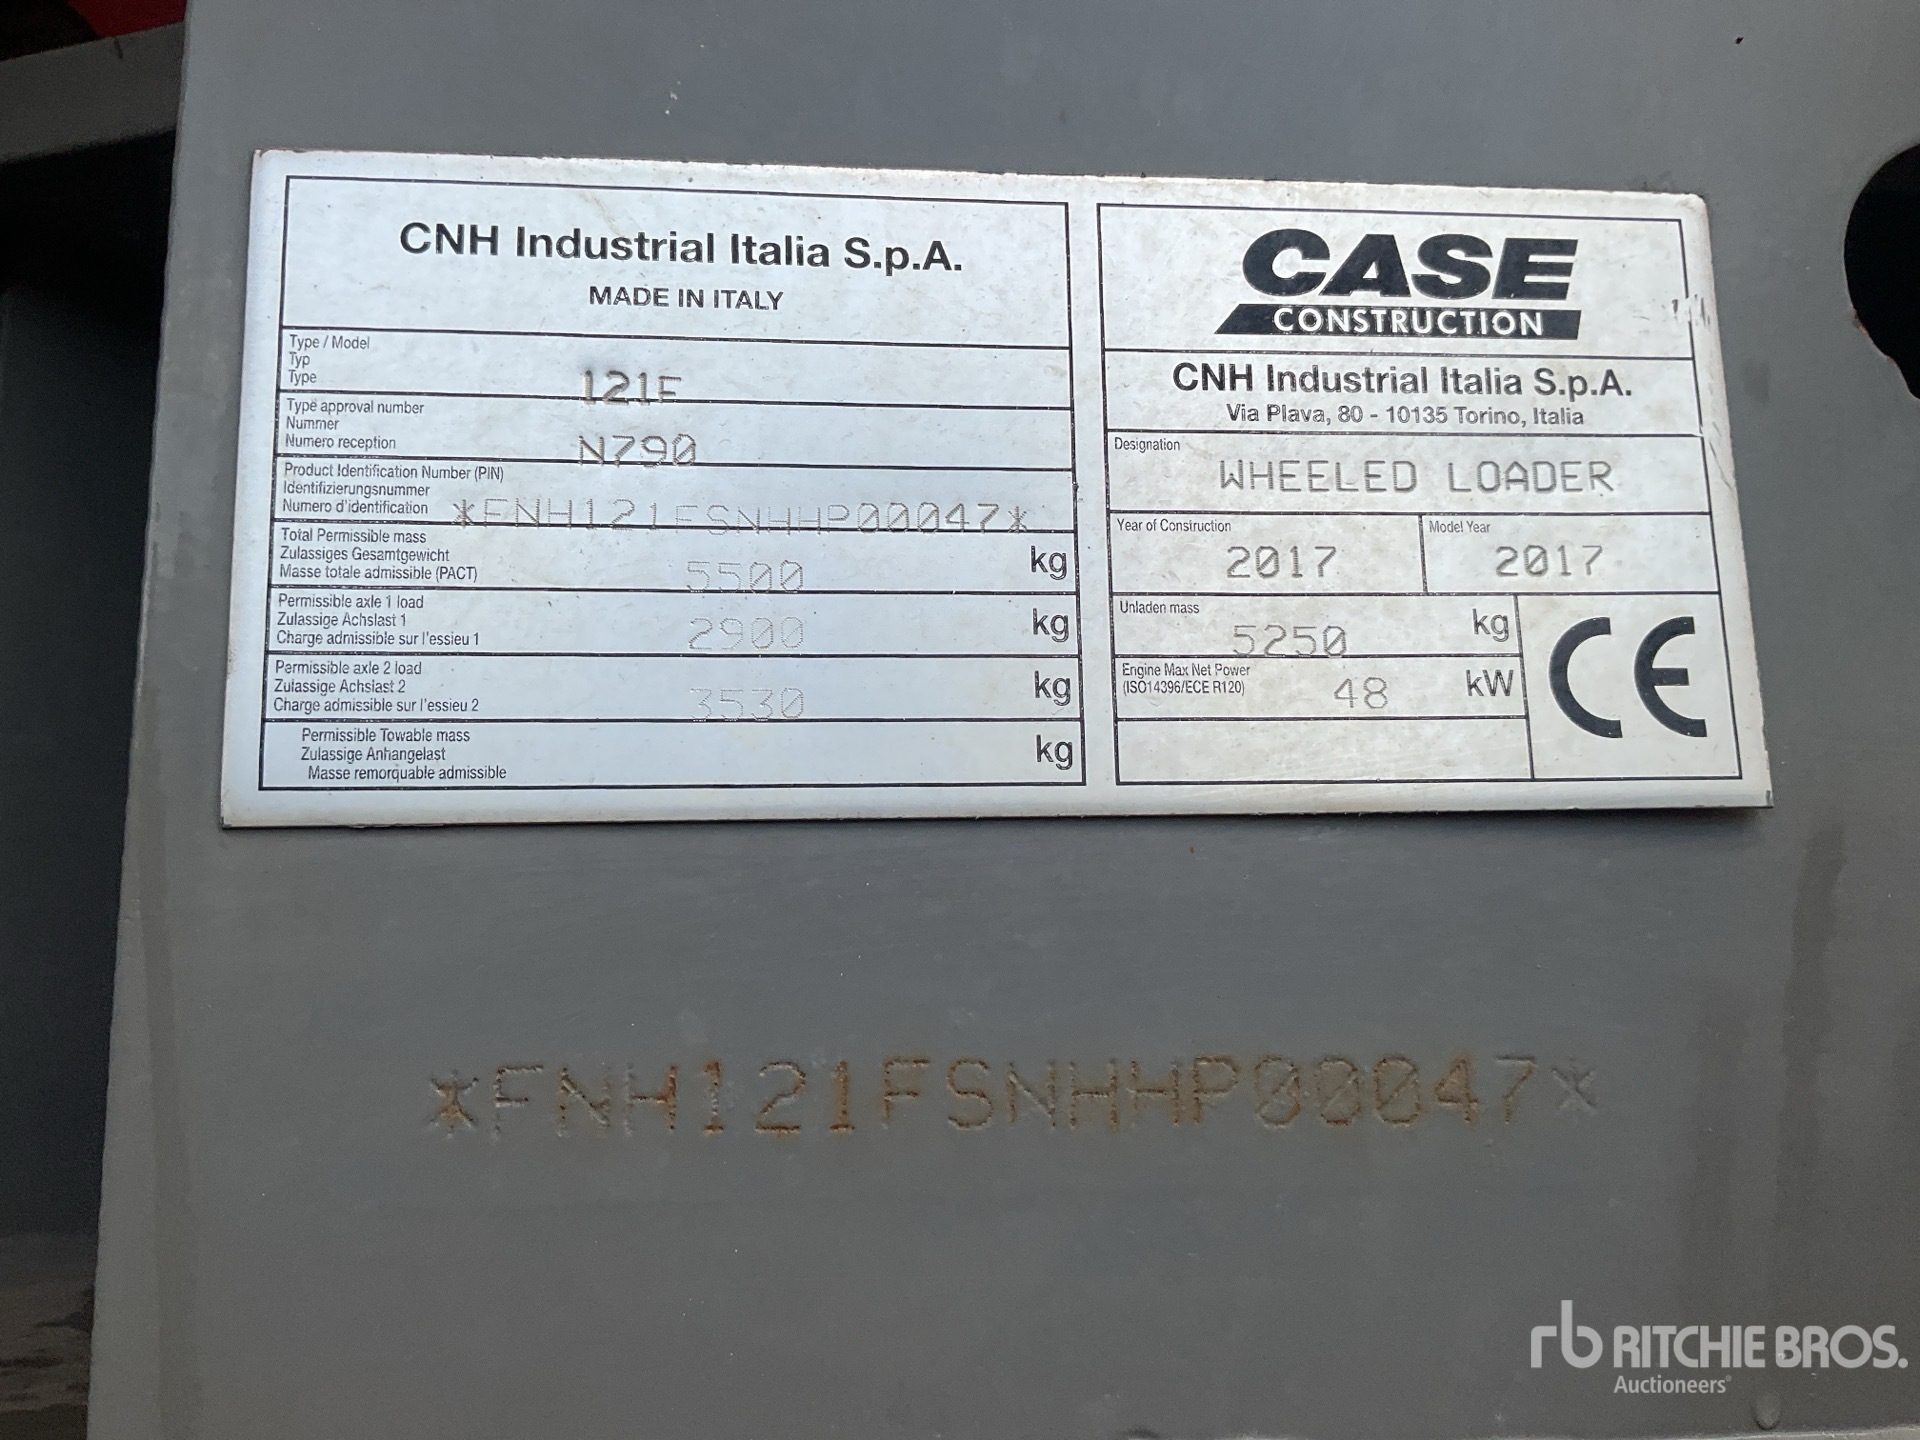 CNH Industrial Italia S.p.A.
MADE IN ITALY
Type / Model
Typ
Type
121F
Type approval number
Nummer
Numero reception
N790
Product Identification Number (PIN)
Identifizierungsnummer
Numero d'identification
*FNH121FSNHHP00047*
Total Permissible mass
Zulassiges Gesamtgewicht
Masse totale admissible (PACT)
5500 kg
Permissible axle 1 load
Zulassige Achslast 1
Charge admissible sur l'essieu 1
2900 kg
Permissible axle 2 load
Zulassige Achslast 2
Charge admissible sur l'essieu 2
3530 kg
Permissible Towable mass
Zulassige Anhangelast
Masse remorquable admissible
kg
CASE
CONSTRUCTION
CNH Industrial Italia S.p.A.
Via Plava, 80 - 10135 Torino, Italia
Designation
WHEELED LOADER
Year of Construction
2017
Model Year
2017
Unladen mass
5250 kg
Engine Max Net Power
(ISO14396/ECE R120)
48 kW
CE
*FNH121FSNHHP00047*
rb RITCHIE BROS.
Auctioneers